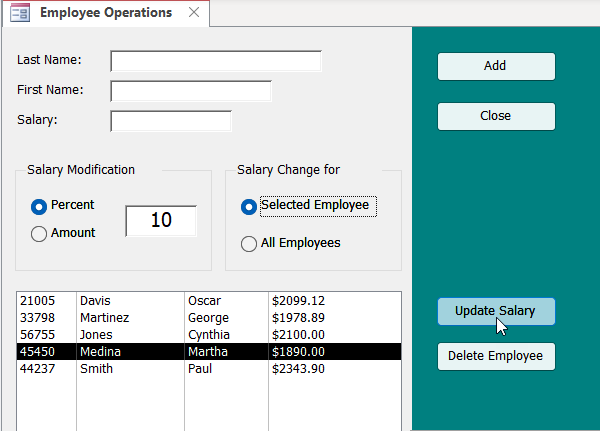 Employee Operations
Last Name:
First Name:
Salary:
Add
Close
Salary Modification
Percent
Amount
10
Salary Change for
Selected Employee
All Employees
21005 Davis Oscar $2099.12
33798 Martinez George $1978.89
56755 Jones Cynthia $2100.00
45450 Medina Martha $1890.00
44237 Smith Paul $2343.90
Update Salary
Delete Employee